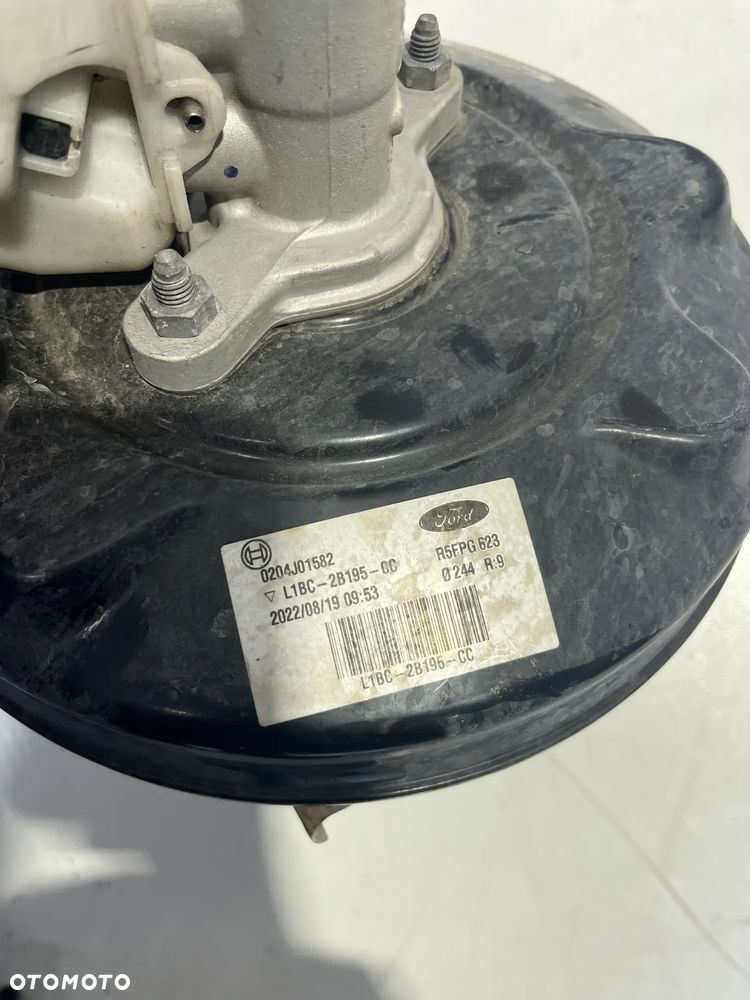 Ford
0204J01582 R5FPG 623
▽ L1BC-2B195-CC Ø244 R:9
2022/08/19 09:53
L1BC-2B195-CC
OTOMOTO